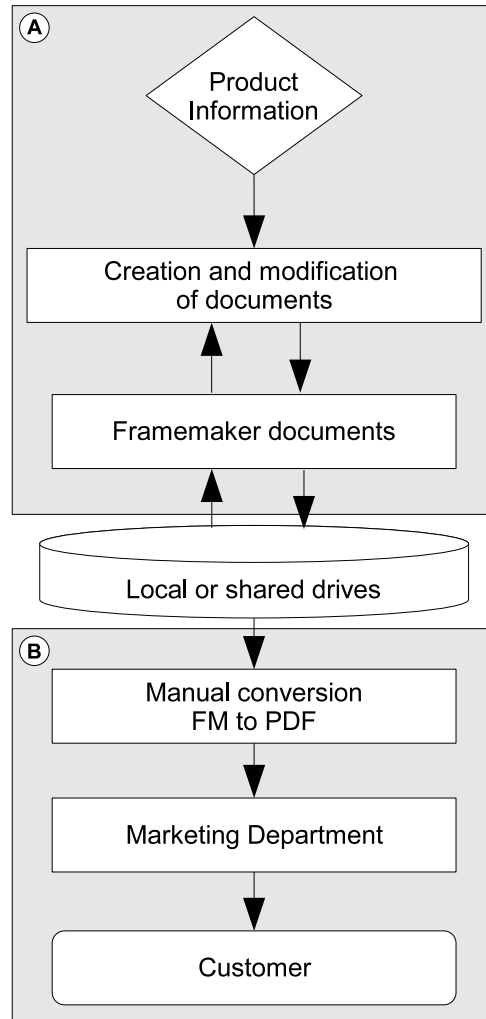 A
Product
Information
Creation and modification
of documents
Framemaker documents
Local or shared drives
B
Manual conversion
FM to PDF
Marketing Department
Customer